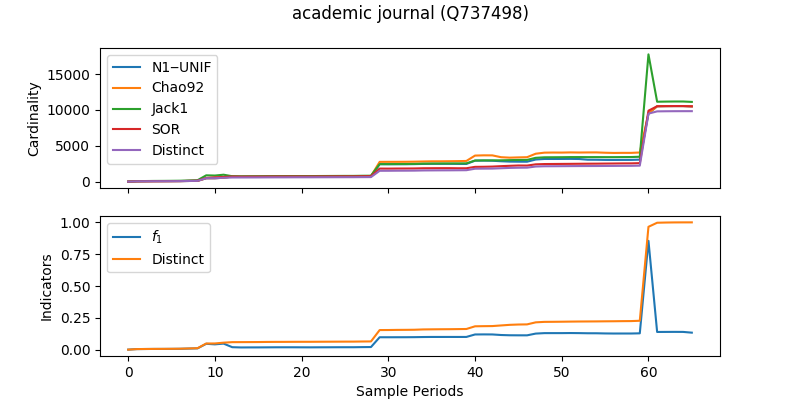 academic journal (Q737498)
Cardinality
15000
10000
5000
0
N1−UNIF
Chao92
Jack1
SOR
Distinct
Indicators
1.00
0.75
0.50
0.25
0.00
f1
Distinct
0 10 20 30 40 50 60
Sample Periods